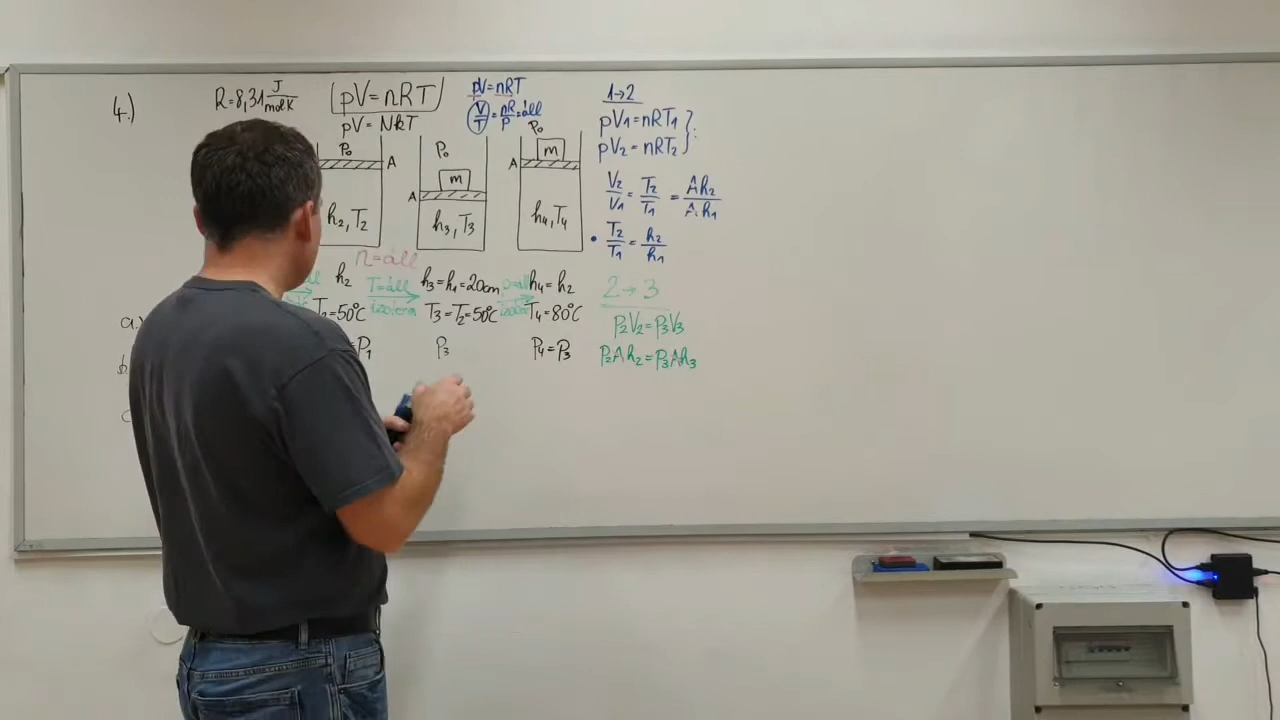 4.)
R=8,31 J/molK
pV=nRT
pV=NkT
pV=nRT
V/T=nR/P=áll
P₀
A
h₂,T₂
P₀
m
A
h₃,T₃
P₀
m
A
h₄,T₄
n=áll
h₂
T=áll
izoterm
h₃=h₁=20cm
h₄=h₂
T₂=50°C
T₃=T₂=50°C
T₄=80°C
=P₁
P₃
P₄=P₃
a.)
b.
1→2
pV₁=nRT₁
pV₂=nRT₂ } :
V₂/V₁=T₂/T₁=Ah₂/Ah₁
• T₂/T₁=h₂/h₁
2→3
P₂V₂=P₃V₃
P₂Ah₂=P₃Ah₃